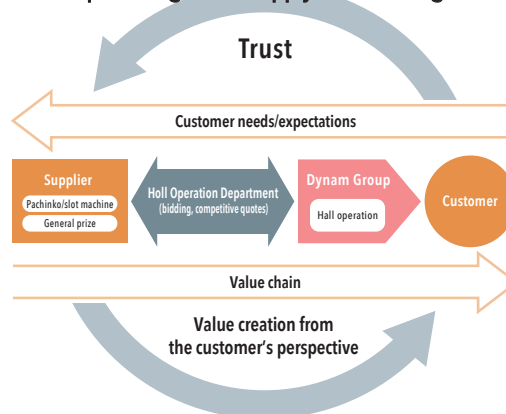 Trust
Customer needs/expectations
Supplier
Pachinko/slot machine
General prize
Holl Operation Department
(bidding, competitive quotes)
Dynam Group
Hall operation
Customer
Value chain
Value creation from
the customer's perspective